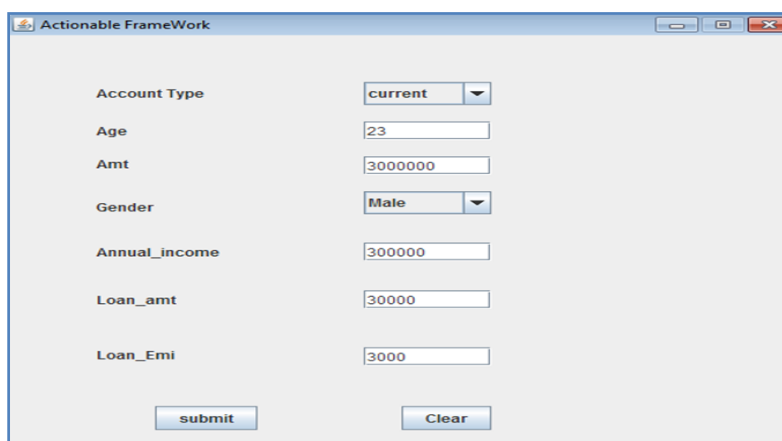 Actionable FrameWork
Account Type current
Age 23
Amt 3000000
Gender Male
Annual_income 300000
Loan_amt 30000
Loan_Emi 3000
submit Clear